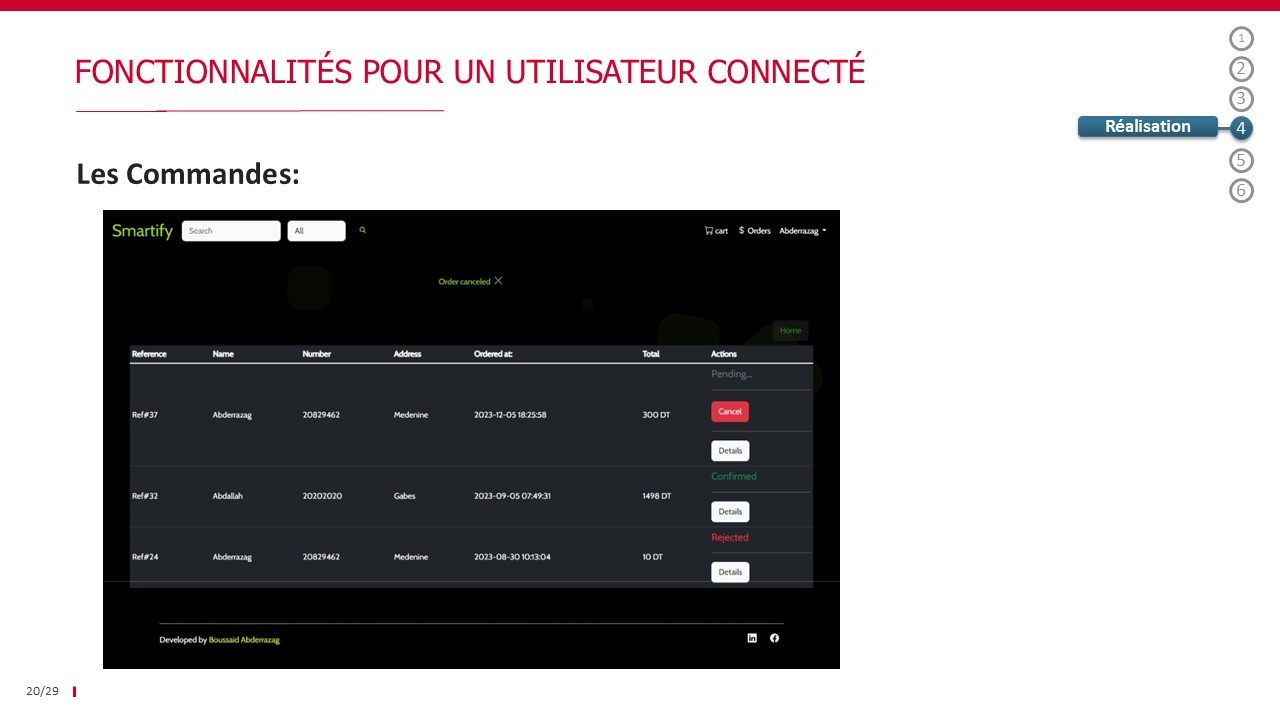 FONCTIONNALITÉS POUR UN UTILISATEUR CONNECTÉ
1
2
3
Réalisation 4
5
6
Les Commandes:
Smartify Search All cart $ Orders Abderrazag
Order canceled
Home
Reference Name Number Address Ordered at: Total Actions
Pending...
Ref#37 Abderrazag 20829462 Medenine 2023-12-05 18:25:58 300 DT Cancel
Details
Confirmed
Ref#32 Abdallah 20202020 Gabes 2023-09-05 07:49:31 1498 DT
Details
Rejected
Ref#24 Abderrazag 20829462 Medenine 2023-08-30 10:13:04 10 DT
Details
Developed by Boussaid Abderrazag
20/29